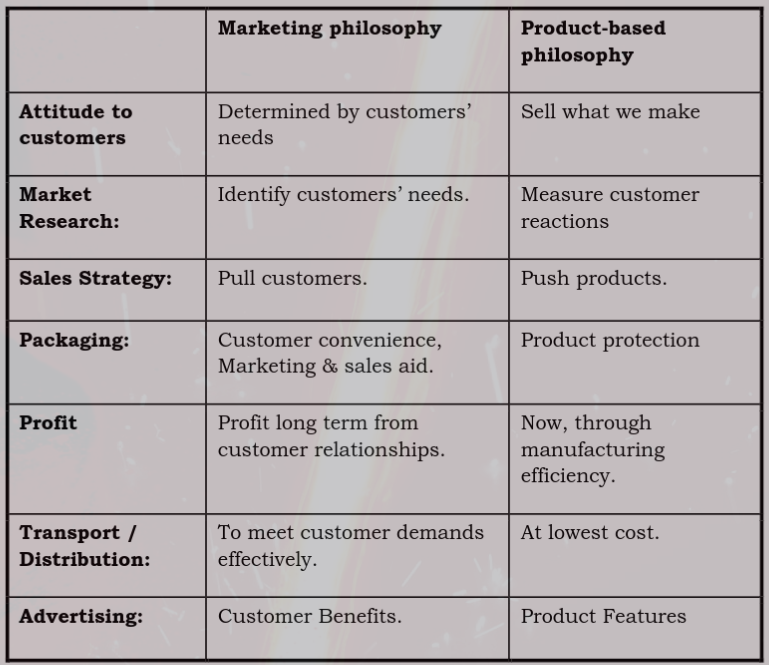 Marketing philosophy
Product-based
philosophy
Attitude to
customers
Determined by customers’
needs
Sell what we make
Market
Research:
Identify customers’ needs.
Measure customer
reactions
Sales Strategy:
Pull customers.
Push products.
Packaging:
Customer convenience,
Marketing & sales aid.
Product protection
Profit
Profit long term from
customer relationships.
Now, through
manufacturing
efficiency.
Transport /
Distribution:
To meet customer demands
effectively.
At lowest cost.
Advertising:
Customer Benefits.
Product Features